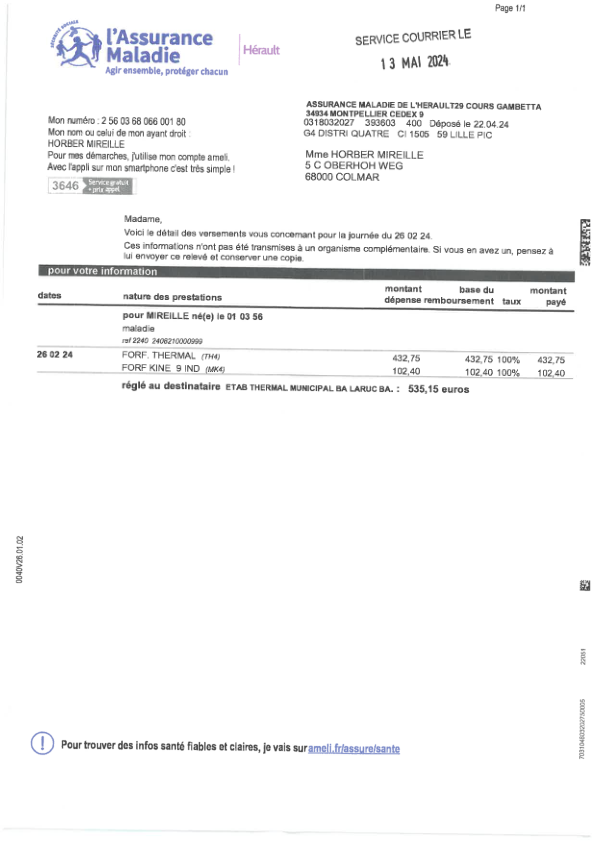 Page 1/1
SÉCURITÉ SOCIALE
l'Assurance
Maladie
Agir ensemble, protéger chacun
Hérault
SERVICE COURRIER LE
13 MAI 2024
ASSURANCE MALADIE DE L'HERAULT29 COURS GAMBETTA
34934 MONTPELLIER CEDEX 9
0318032027 393603 400 Déposé le 22.04.24
G4 DISTRI QUATRE CI 1505 59 LILLE PIC
Mon numéro : 2 56 03 68 066 001 80
Mon nom ou celui de mon ayant droit :
HORBER MIREILLE
Pour mes démarches, j'utilise mon compte ameli.
Avec l'appli sur mon smartphone c'est très simple !
3646 Service gratuit
+ prix appel
Mme HORBER MIREILLE
5 C OBERHOH WEG
68000 COLMAR
Madame,
Voici le détail des versements vous concernant pour la journée du 26 02 24.
Ces informations n'ont pas été transmises à un organisme complémentaire. Si vous en avez un, pensez à
lui envoyer ce relevé et conserver une copie.
pour votre information
dates nature des prestations montant dépense base du remboursement taux montant payé
pour MIREILLE né(e) le 01 03 56
maladie
ref 2240 2406210000999
26 02 24 FORF. THERMAL (TH4) 432,75 432,75 100% 432,75
FORF KINE 9 IND (MK4) 102,40 102,40 100% 102,40
réglé au destinataire ETAB THERMAL MUNICIPAL BA LARUC BA. : 535,15 euros
0040V26.01.02
22051
703104803202750005
Pour trouver des infos santé fiables et claires, je vais sur ameli.fr/assure/sante